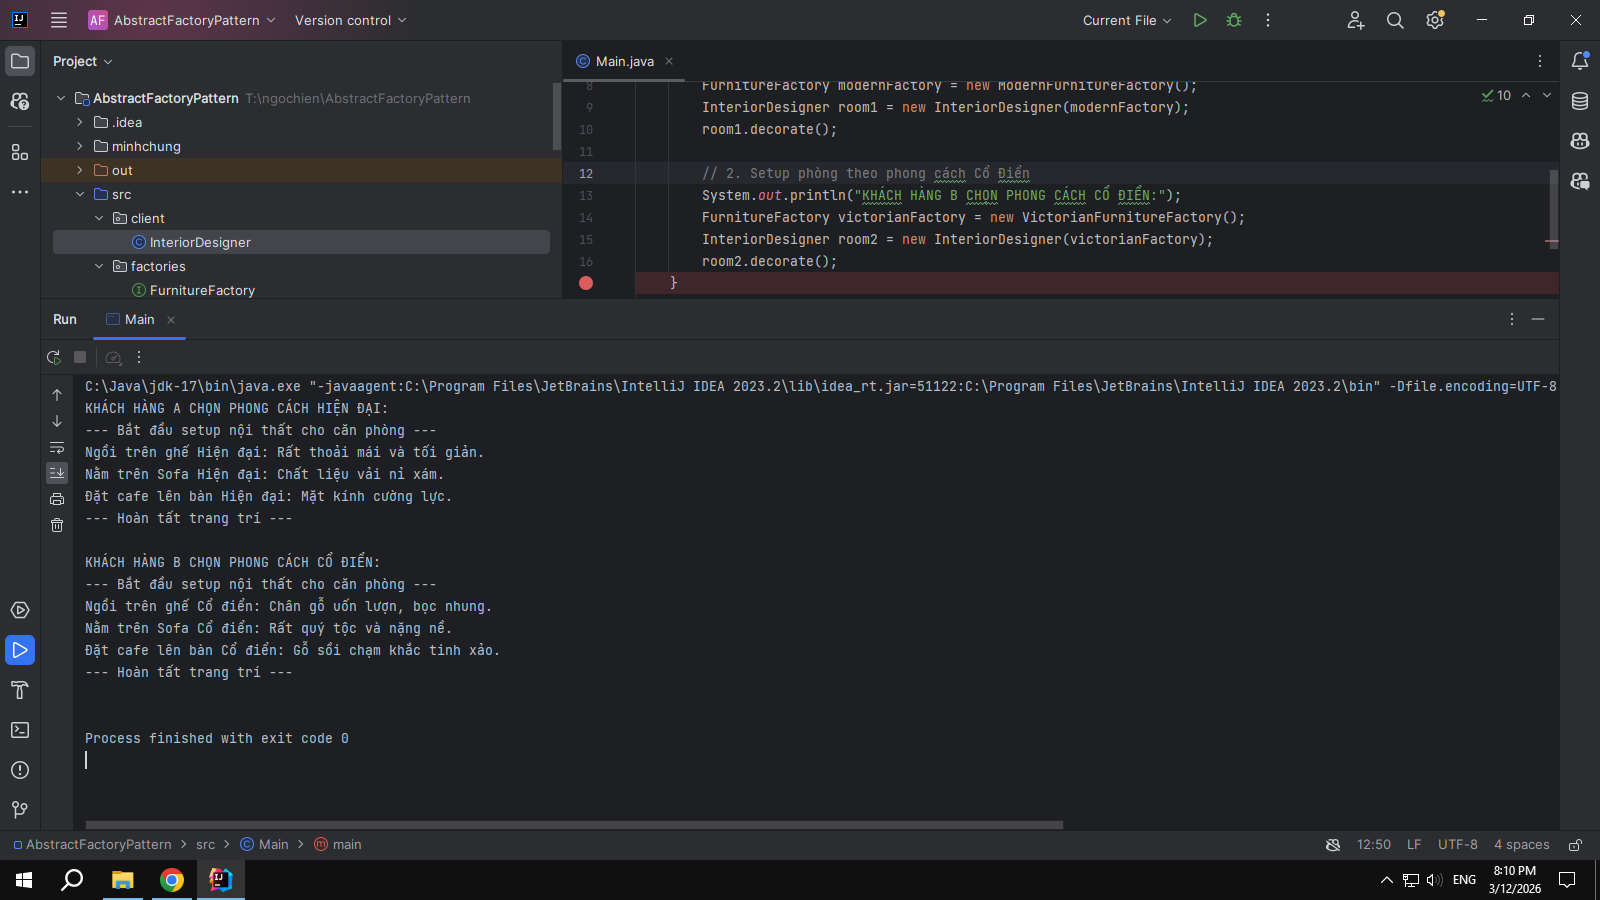 AF AbstractFactoryPattern Version control Current File
Project
AbstractFactoryPattern T:\ngochien\AbstractFactoryPattern
.idea
minhchung
out
src
client
InteriorDesigner
factories
FurnitureFactory
Main.java
10
8 FurnitureFactory modernFactory = new ModernFurnitureFactory();
9 InteriorDesigner room1 = new InteriorDesigner(modernFactory);
10 room1.decorate();
11
12 // 2. Setup phòng theo phong cách Cổ Điển
13 System.out.println("KHÁCH HÀNG B CHỌN PHONG CÁCH CỔ ĐIỂN:");
14 FurnitureFactory victorianFactory = new VictorianFurnitureFactory();
15 InteriorDesigner room2 = new InteriorDesigner(victorianFactory);
16 room2.decorate();
}
Run Main
C:\Java\jdk-17\bin\java.exe "-javaagent:C:\Program Files\JetBrains\IntelliJ IDEA 2023.2\lib\idea_rt.jar=51122:C:\Program Files\JetBrains\IntelliJ IDEA 2023.2\bin" -Dfile.encoding=UTF-8
KHÁCH HÀNG A CHỌN PHONG CÁCH HIỆN ĐẠI:
--- Bắt đầu setup nội thất cho căn phòng ---
Ngồi trên ghế Hiện đại: Rất thoải mái và tối giản.
Nằm trên Sofa Hiện đại: Chất liệu vải nỉ xám.
Đặt cafe lên bàn Hiện đại: Mặt kính cường lực.
--- Hoàn tất trang trí ---
KHÁCH HÀNG B CHỌN PHONG CÁCH CỔ ĐIỂN:
--- Bắt đầu setup nội thất cho căn phòng ---
Ngồi trên ghế Cổ điển: Chân gỗ uốn lượn, bọc nhung.
Nằm trên Sofa Cổ điển: Rất quý tộc và nặng nề.
Đặt cafe lên bàn Cổ điển: Gỗ sồi chạm khắc tinh xảo.
--- Hoàn tất trang trí ---
Process finished with exit code 0
AbstractFactoryPattern > src > Main > main 12:50 LF UTF-8 4 spaces
ENG 8:10 PM
3/12/2026